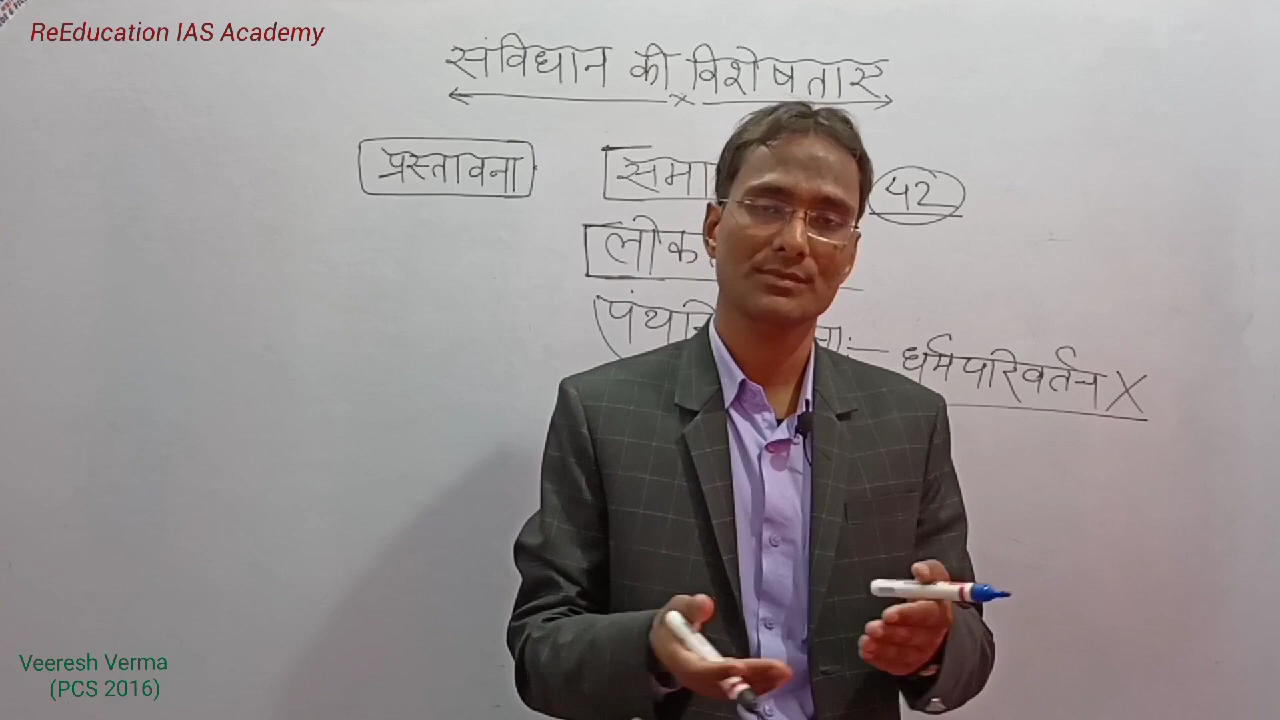 ReEducation IAS Academy
संविधान की विशेषताए
प्रस्तावना
42
धर्मपरिवर्तन X
Veeresh Verma
(PCS 2016)